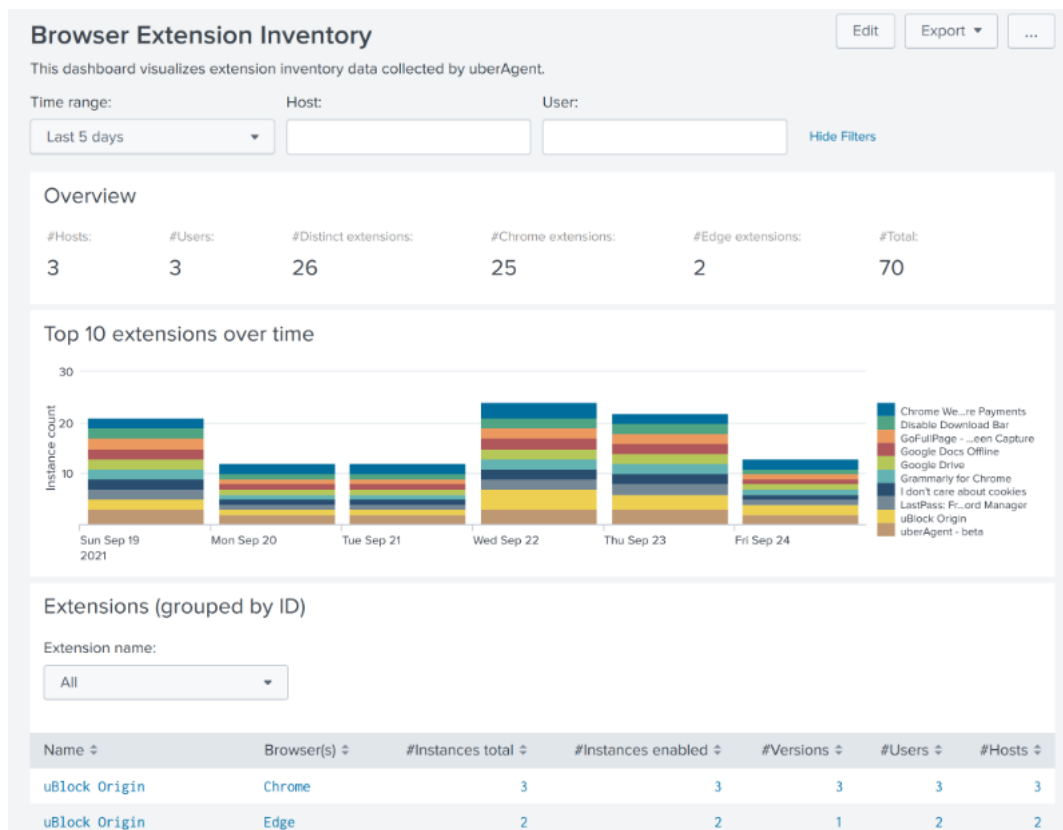 Browser Extension Inventory
Edit
Export
...
This dashboard visualizes extension inventory data collected by uberAgent.
Time range: Host: User:
Last 5 days
Hide Filters
Overview
#Hosts: #Users: #Distinct extensions: #Chrome extensions: #Edge extensions: #Total:
3 3 26 25 2 70
Top 10 extensions over time
30
20
10
Instance count
Sun Sep 19 Mon Sep 20 Tue Sep 21 Wed Sep 22 Thu Sep 23 Fri Sep 24
2021
Chrome We...re Payments
Disable Download Bar
GoFullPage - ...een Capture
Google Docs Offline
Google Drive
Grammarly for Chrome
I don't care about cookies
LastPass: Fr...ord Manager
uBlock Origin
uberAgent - beta
Extensions (grouped by ID)
Extension name:
All
Name Browser(s) #Instances total #Instances enabled #Versions #Users #Hosts
uBlock Origin Chrome 3 3 3 3 3
uBlock Origin Edge 2 2 1 2 2